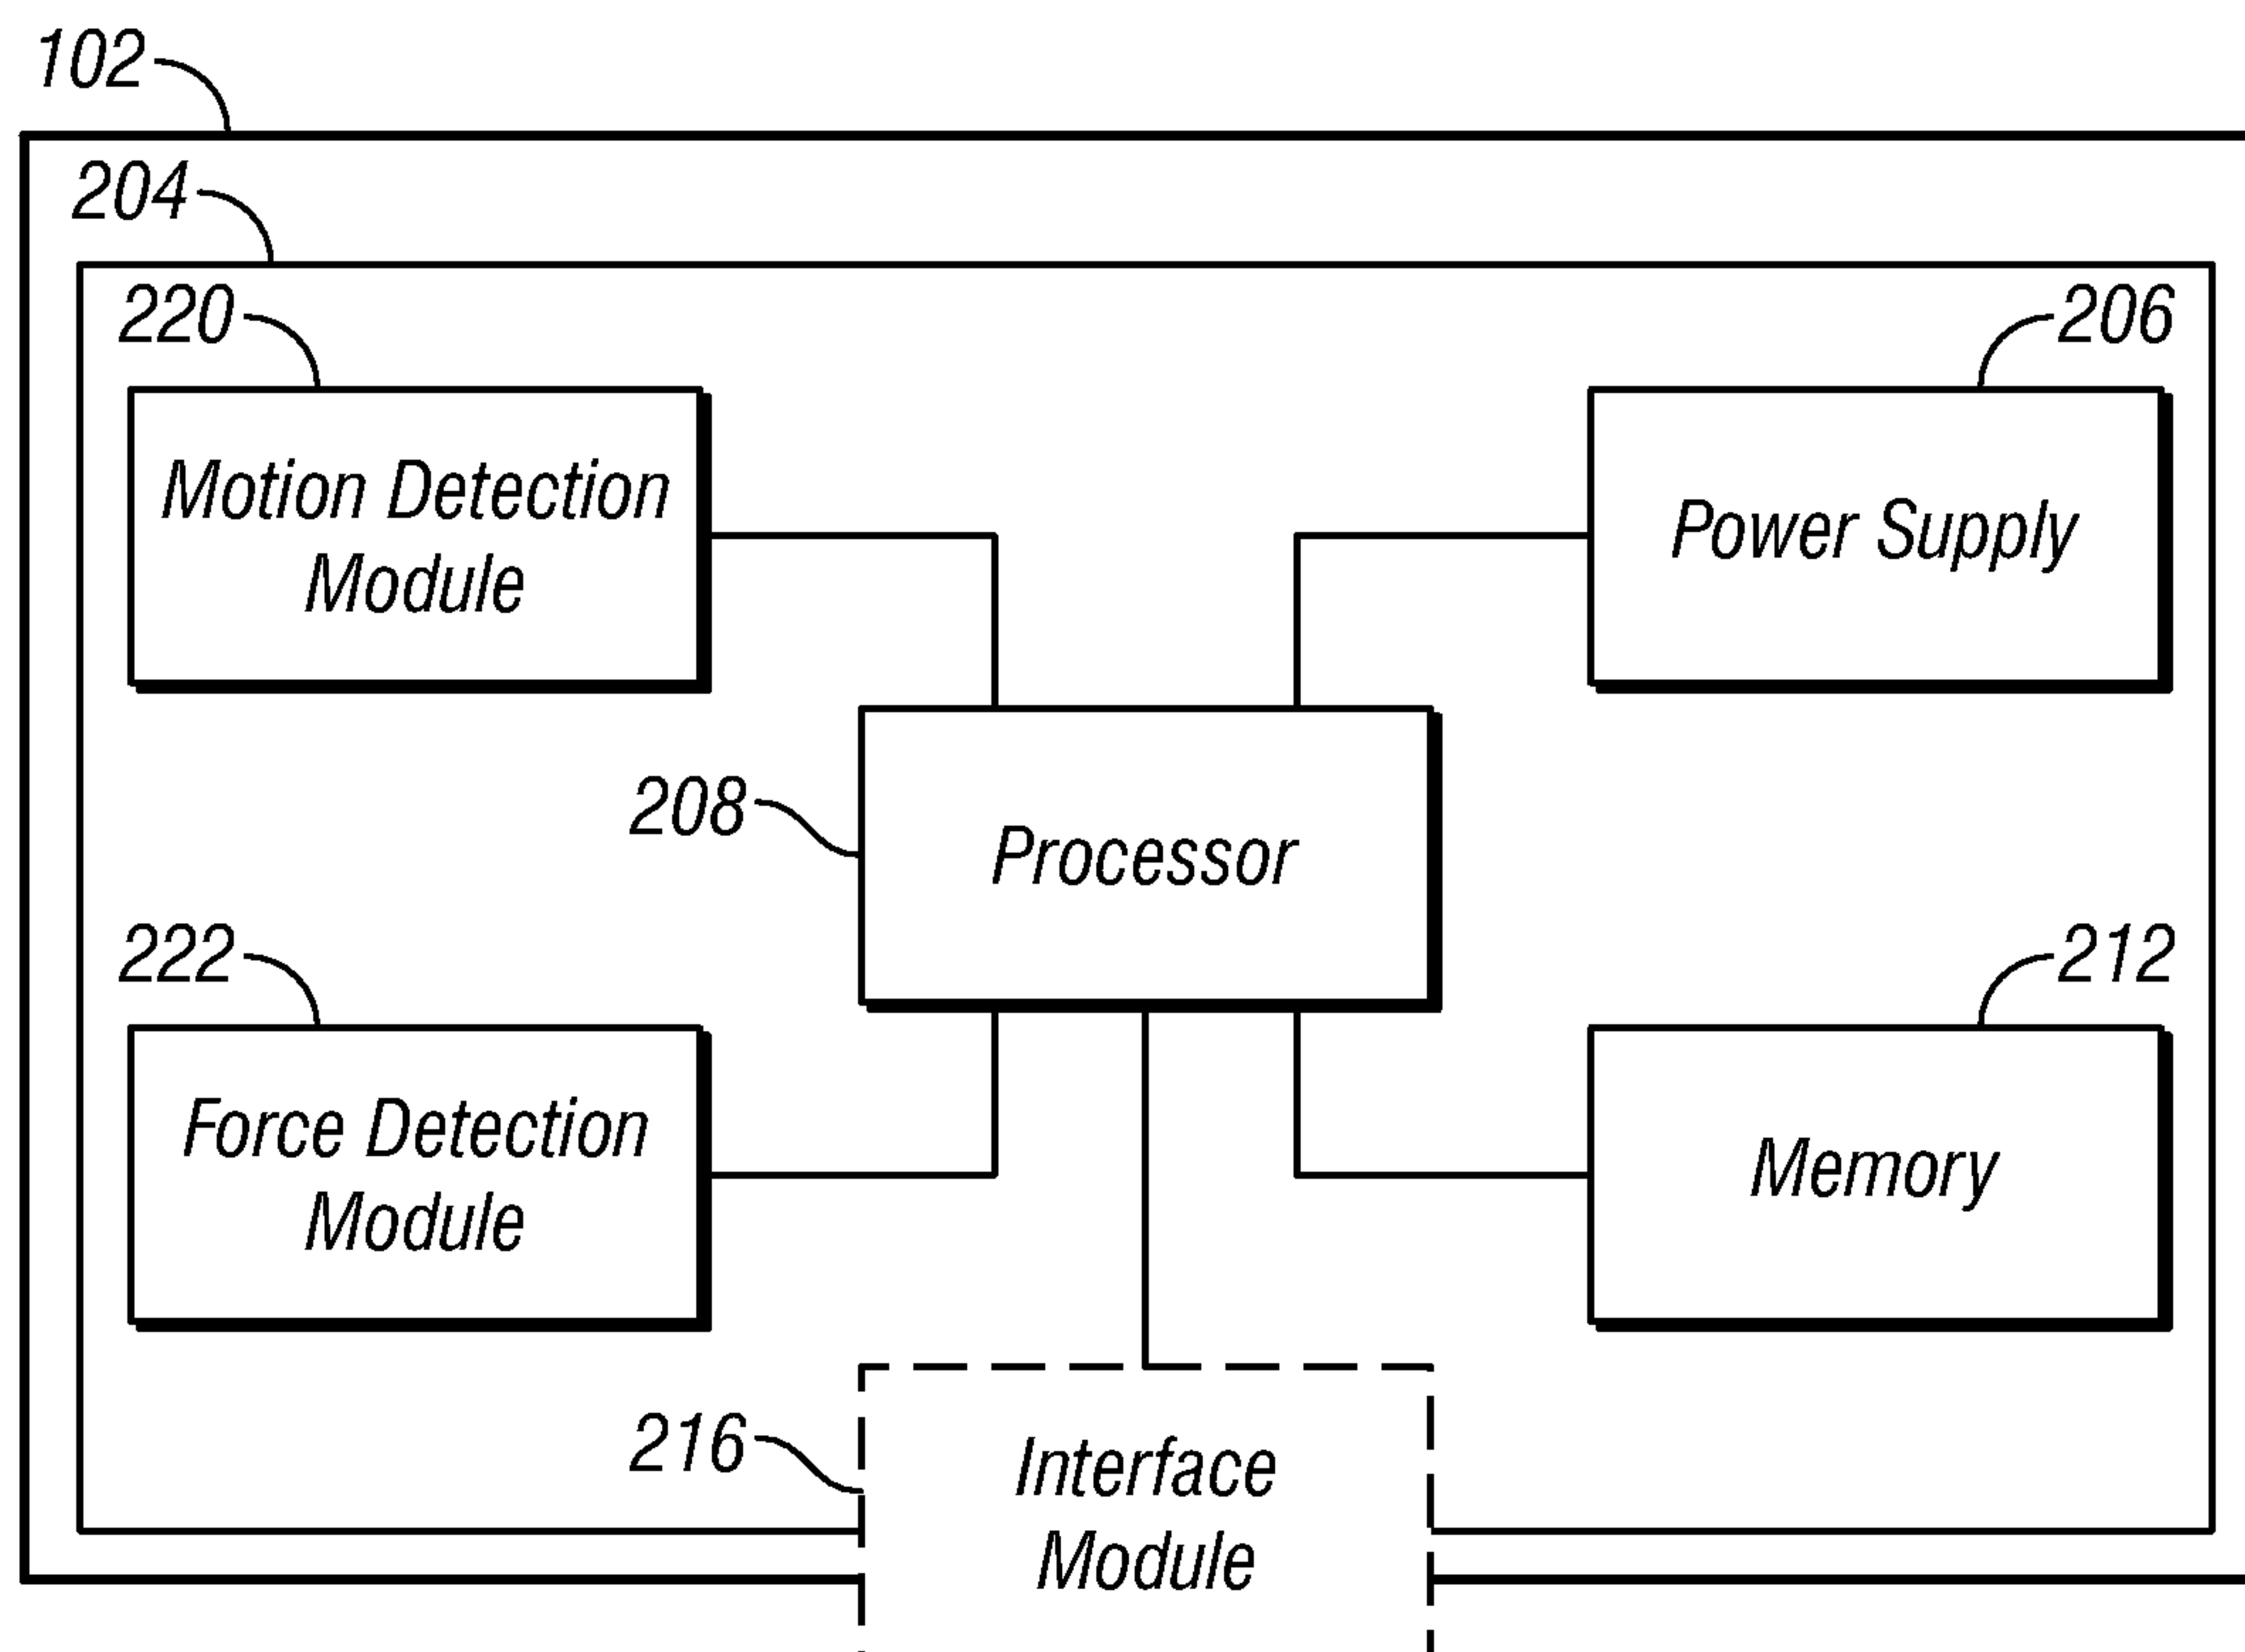 102
204
220
206
Motion Detection
Module
Power Supply
208
Processor
222
212
Force Detection
Module
Memory
216
Interface
Module